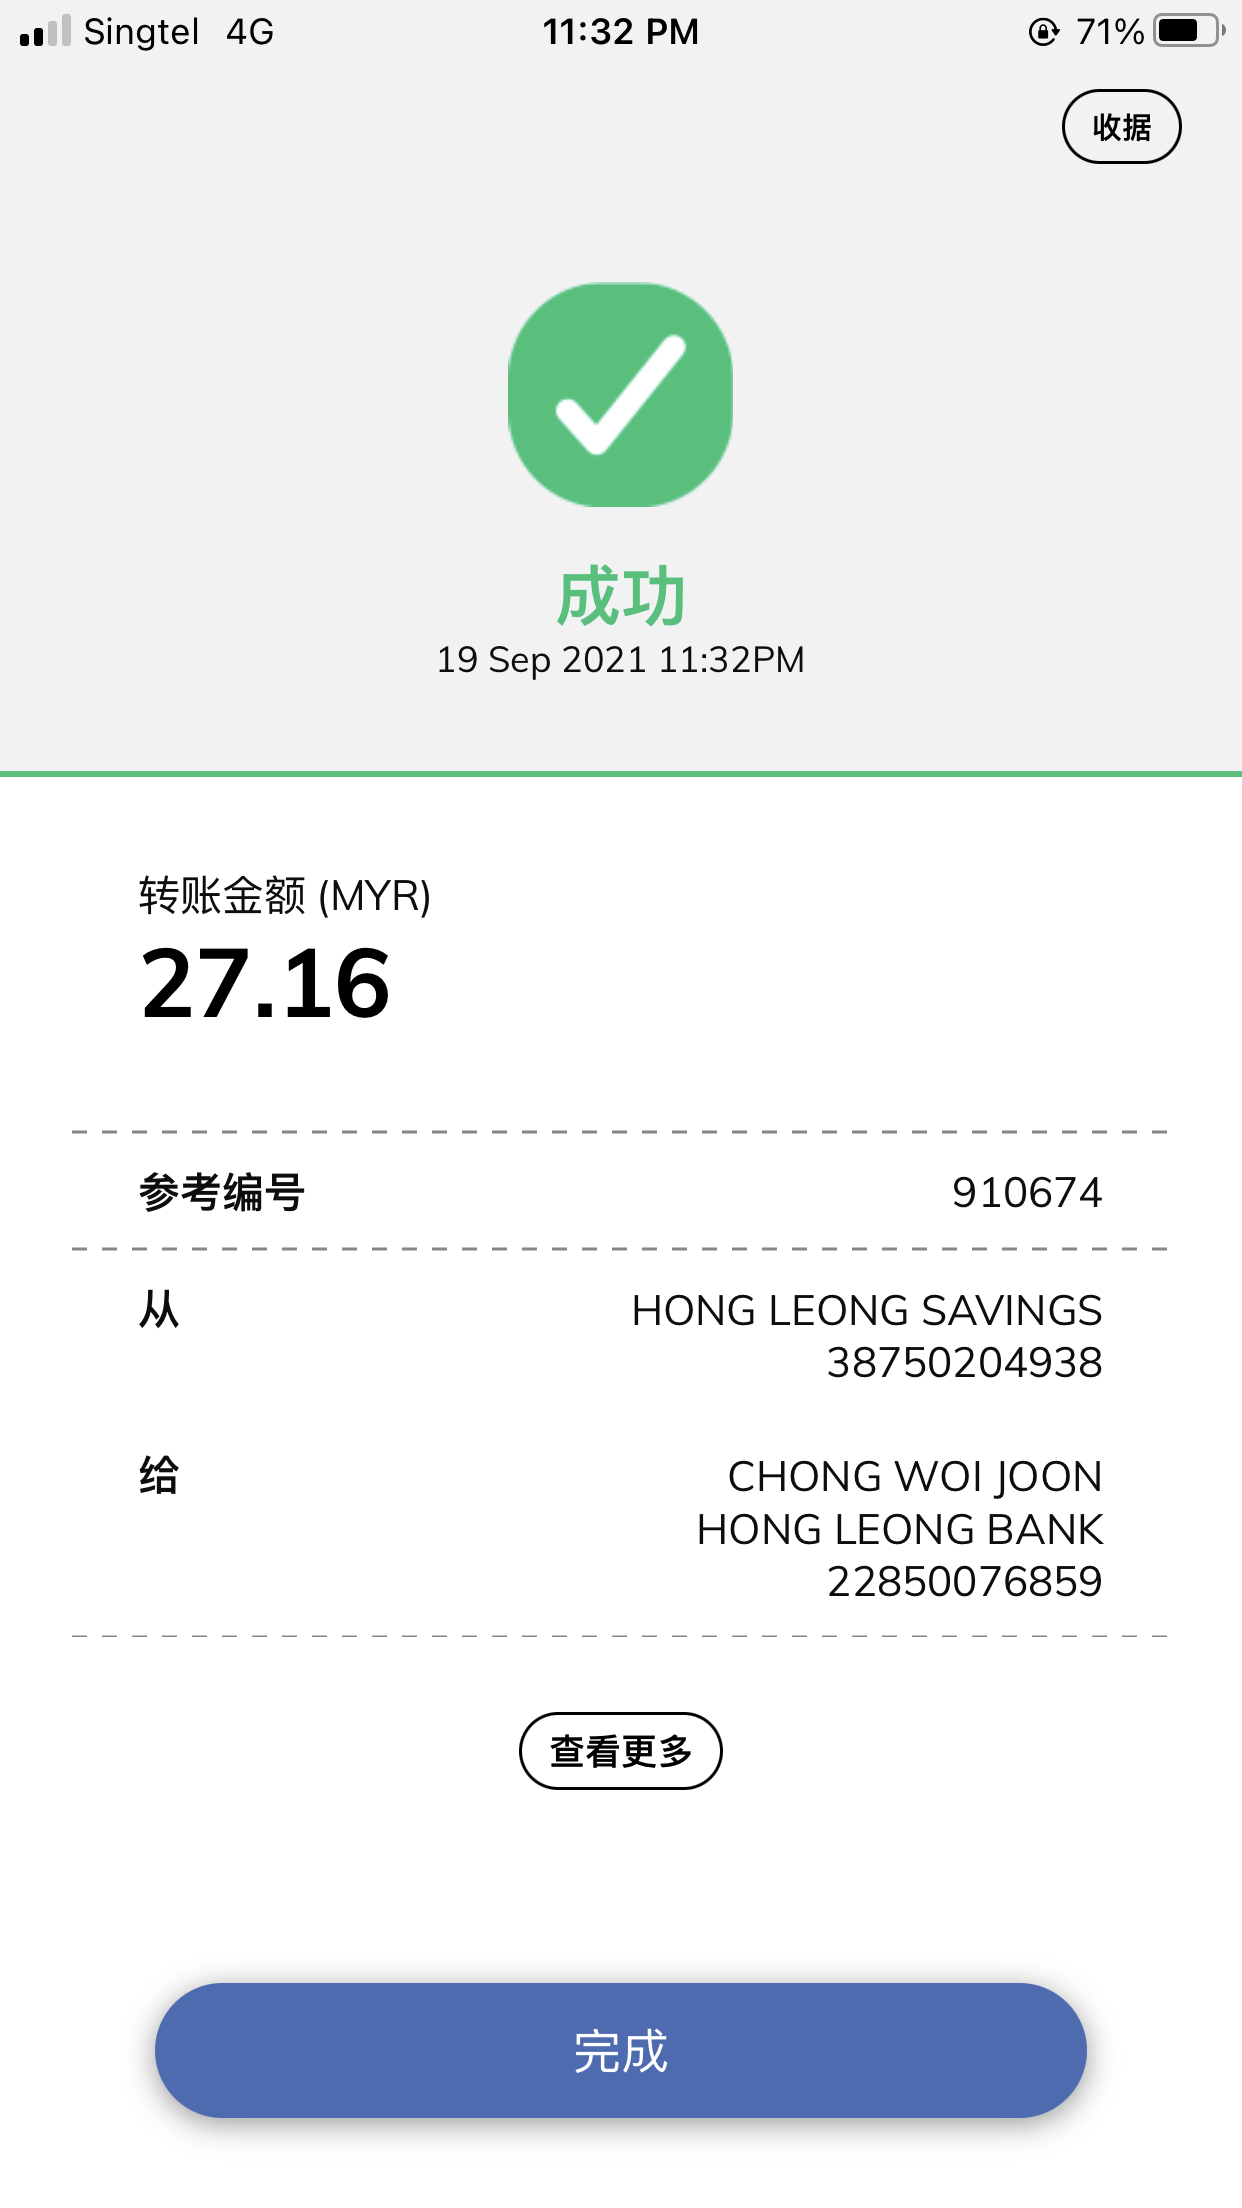 Singtel 4G 11:32 PM 71%
收据
成功
19 Sep 2021 11:32PM
转账金额 (MYR)
27.16
参考编号 910674
从 HONG LEONG SAVINGS
38750204938
给 CHONG WOI JOON
HONG LEONG BANK
22850076859
查看更多
完成